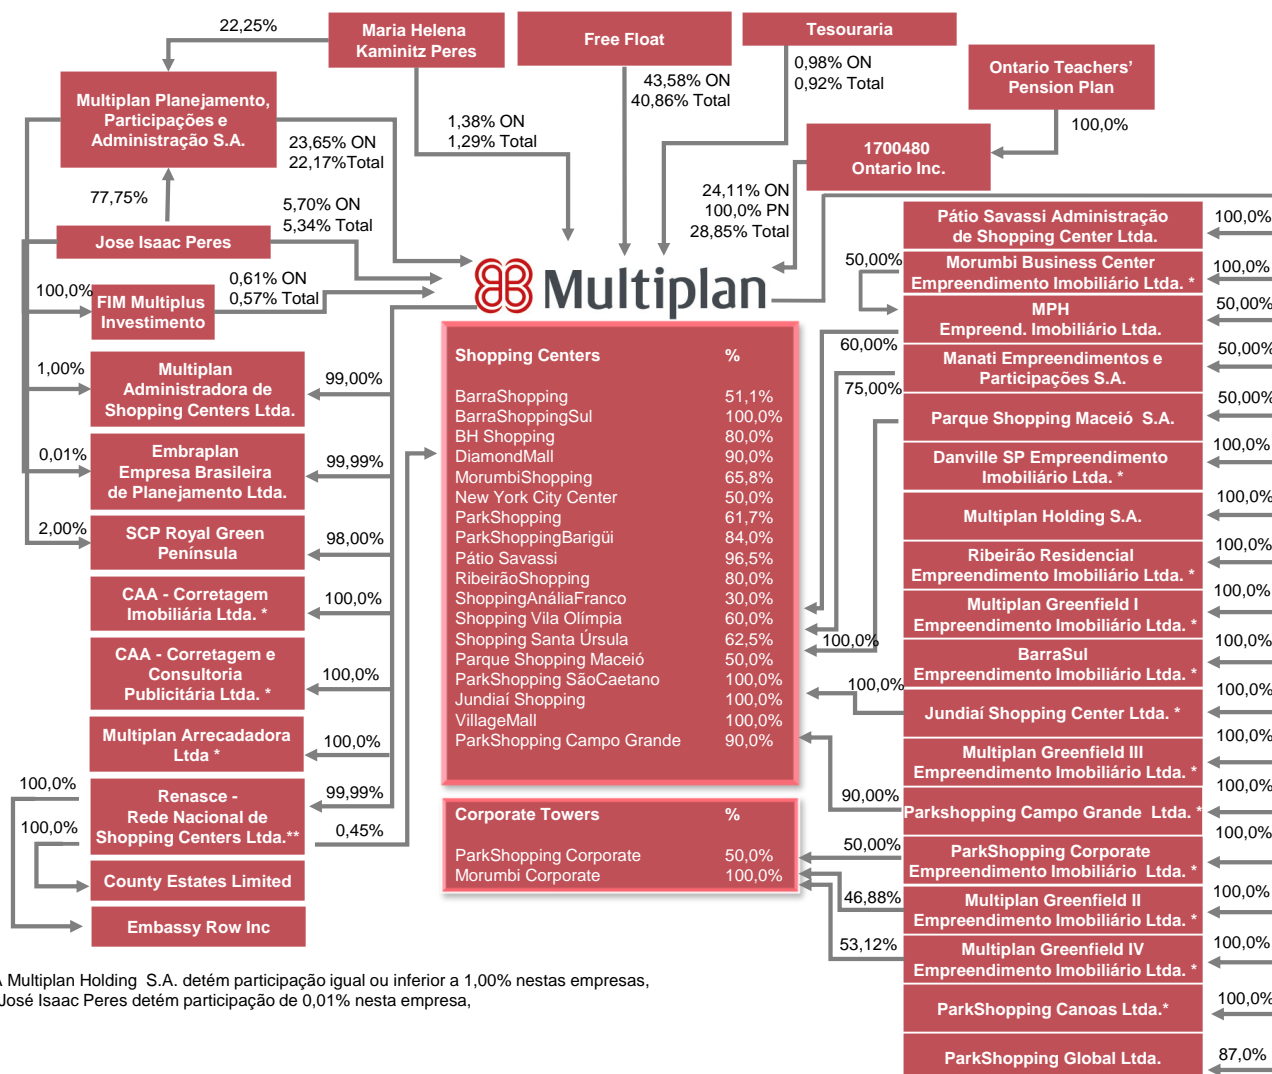 22,25%
Maria Helena
Kaminitz Peres
Free Float
Tesouraria
Ontario Teachers'
Pension Plan
Multiplan Planejamento,
Participações e
Administração S.A.
23,65% ON
22,17%Total
1,38% ON
1,29% Total
43,58% ON
40,86% Total
0,98% ON
0,92% Total
100,0%
1700480
Ontario Inc.
77,75%
5,70% ON
5,34% Total
24,11% ON
100,0% PN
28,85% Total
Jose Isaac Peres
100,0%
FIM Multiplus
Investimento
0,61% ON
0,57% Total
Multiplan
1,00%
Multiplan
Administradora de
Shopping Centers Ltda.
99,00%
0,01%
Embraplan
Empresa Brasileira
de Planejamento Ltda.
99,99%
2,00%
SCP Royal Green
Península
98,00%
CAA - Corretagem
Imobiliária Ltda. *
100,0%
CAA - Corretagem e
Consultoria
Publicitária Ltda. *
100,0%
Multiplan Arrecadadora
Ltda *
100,0%
100,0%
Renasce -
Rede Nacional de
Shopping Centers Ltda.**
99,99%
0,45%
100,0%
County Estates Limited
Embassy Row Inc
Shopping Centers %
BarraShopping 51,1%
BarraShoppingSul 100,0%
BH Shopping 80,0%
DiamondMall 90,0%
MorumbiShopping 65,8%
New York City Center 50,0%
ParkShopping 61,7%
ParkShoppingBarigüi 84,0%
Pátio Savassi 96,5%
RibeirãoShopping 80,0%
ShoppingAnáliaFranco 30,0%
Shopping Vila Olímpia 60,0%
Shopping Santa Úrsula 62,5%
Parque Shopping Maceió 50,0%
ParkShopping SãoCaetano 100,0%
Jundiaí Shopping 100,0%
VillageMall 100,0%
ParkShopping Campo Grande 90,0%
Corporate Towers %
ParkShopping Corporate 50,0%
Morumbi Corporate 100,0%
Pátio Savassi Administração
de Shopping Center Ltda.
100,0%
50,00%
Morumbi Business Center
Empreendimento Imobiliário Ltda. *
100,0%
MPH
Empreend. Imobiliário Ltda.
50,00%
60,00%
Manati Empreendimentos e
Participações S.A.
50,00%
75,00%
Parque Shopping Maceió S.A.
50,00%
100,0%
Danville SP Empreendimento
Imobiliário Ltda. *
100,0%
Multiplan Holding S.A.
100,0%
Ribeirão Residencial
Empreendimento Imobiliário Ltda. *
100,0%
Multiplan Greenfield I
Empreendimento Imobiliário Ltda. *
100,0%
BarraSul
Empreendimento Imobiliário Ltda. *
100,0%
100,0%
Jundiaí Shopping Center Ltda. *
100,0%
Multiplan Greenfield III
Empreendimento Imobiliário Ltda. *
100,0%
90,00%
Parkshopping Campo Grande Ltda. *
100,0%
50,00%
ParkShopping Corporate
Empreendimento Imobiliário Ltda. *
100,0%
46,88%
Multiplan Greenfield II
Empreendimento Imobiliário Ltda. *
100,0%
53,12%
Multiplan Greenfield IV
Empreendimento Imobiliário Ltda. *
100,0%
ParkShopping Canoas Ltda.*
100,0%
ParkShopping Global Ltda.
87,0%
A Multiplan Holding S.A. detém participação igual ou inferior a 1,00% nestas empresas,
José Isaac Peres detém participação de 0,01% nesta empresa,